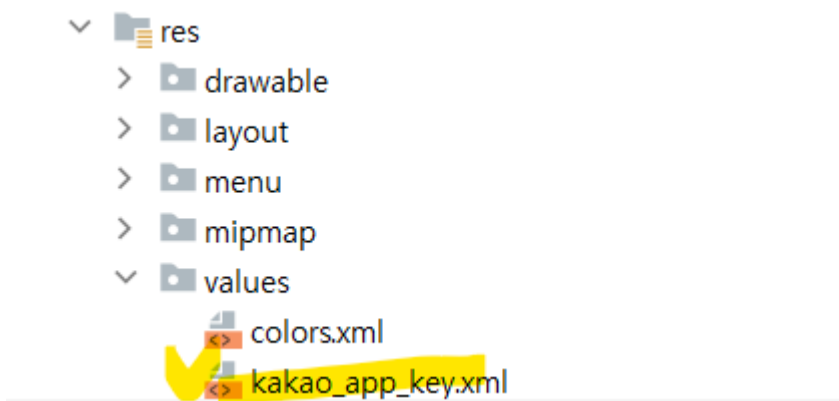 res
drawable
layout
menu
mipmap
values
colors.xml
kakao_app_key.xml